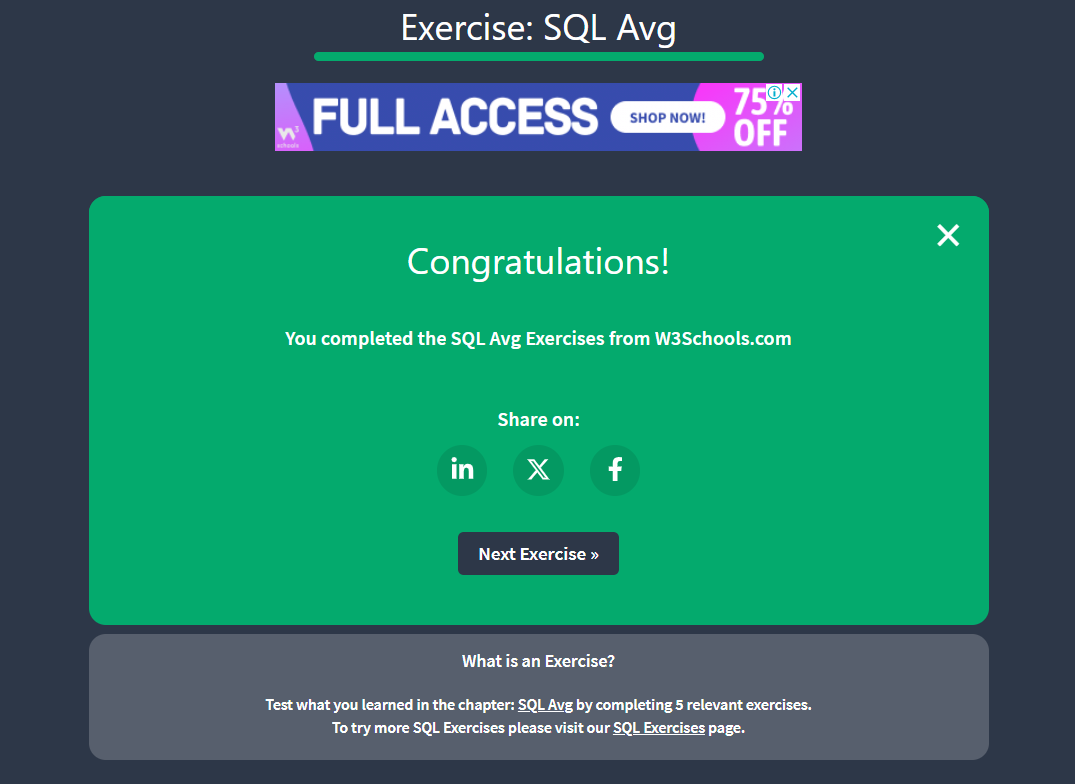 Exercise: SQL Avg
w3
schools
FULL ACCESS
SHOP NOW!
75%
OFF
Congratulations!
You completed the SQL Avg Exercises from W3Schools.com
Share on:
in
X
f
Next Exercise »
What is an Exercise?
Test what you learned in the chapter: SQL Avg by completing 5 relevant exercises.
To try more SQL Exercises please visit our SQL Exercises page.